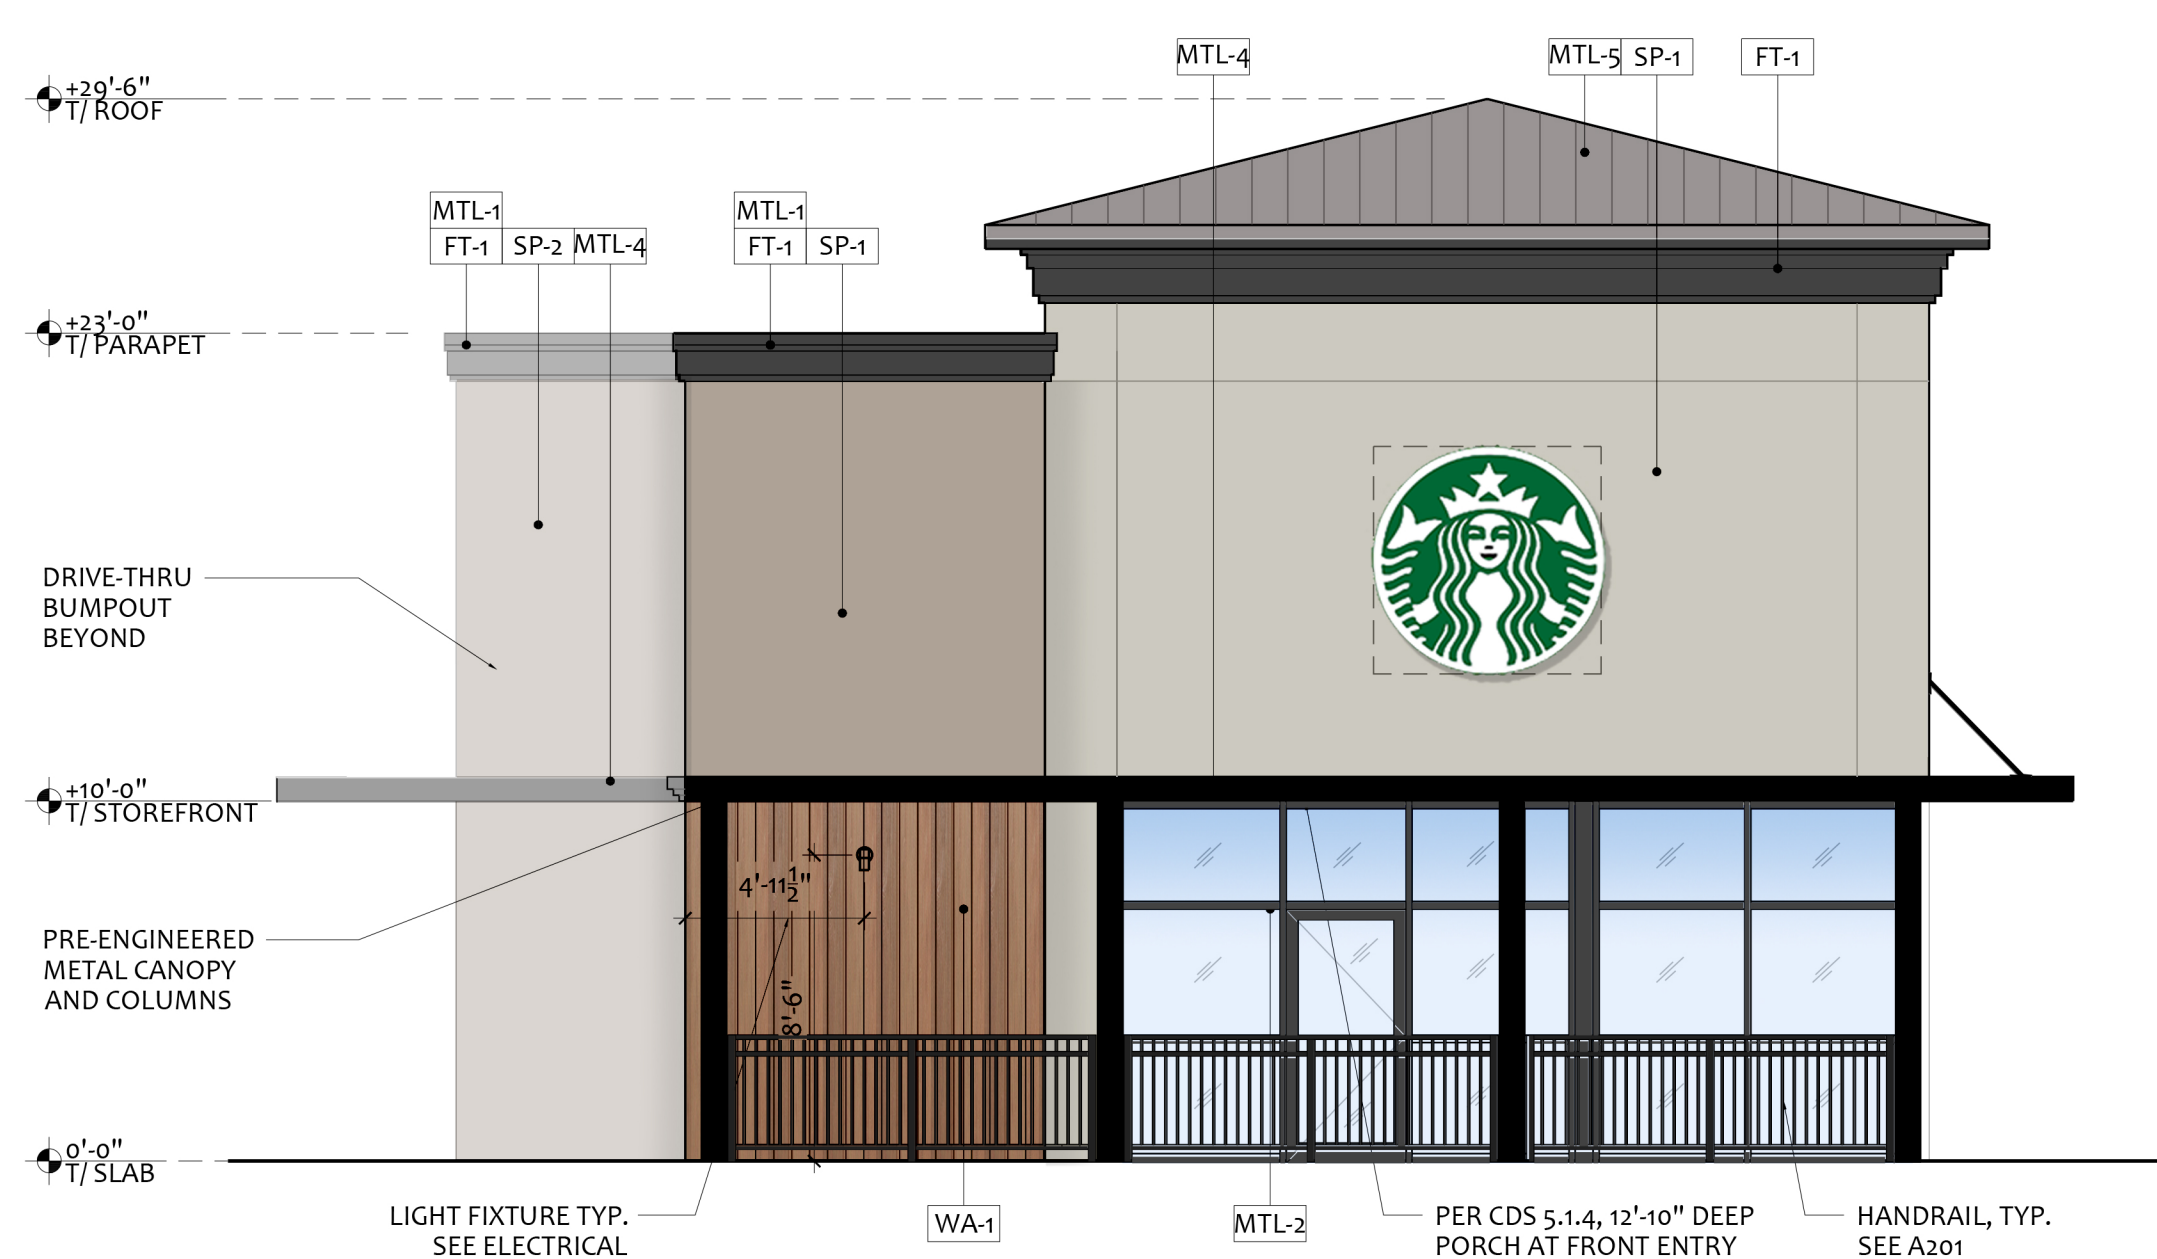 MTL-4
MTL-5 SP-1
FT-1
+29'-6"
T/ ROOF
MTL-1
FT-1 SP-2 MTL-4
MTL-1
FT-1 SP-1
+23'-0"
T/ PARAPET
DRIVE-THRU
BUMPOUT
BEYOND
+10'-0"
T/ STOREFRONT
4'-11 1/2"
8'-6"
PRE-ENGINEERED
METAL CANOPY
AND COLUMNS
0'-0"
T/ SLAB
LIGHT FIXTURE TYP.
SEE ELECTRICAL
WA-1
MTL-2
PER CDS 5.1.4, 12'-10" DEEP
PORCH AT FRONT ENTRY
HANDRAIL, TYP.
SEE A201